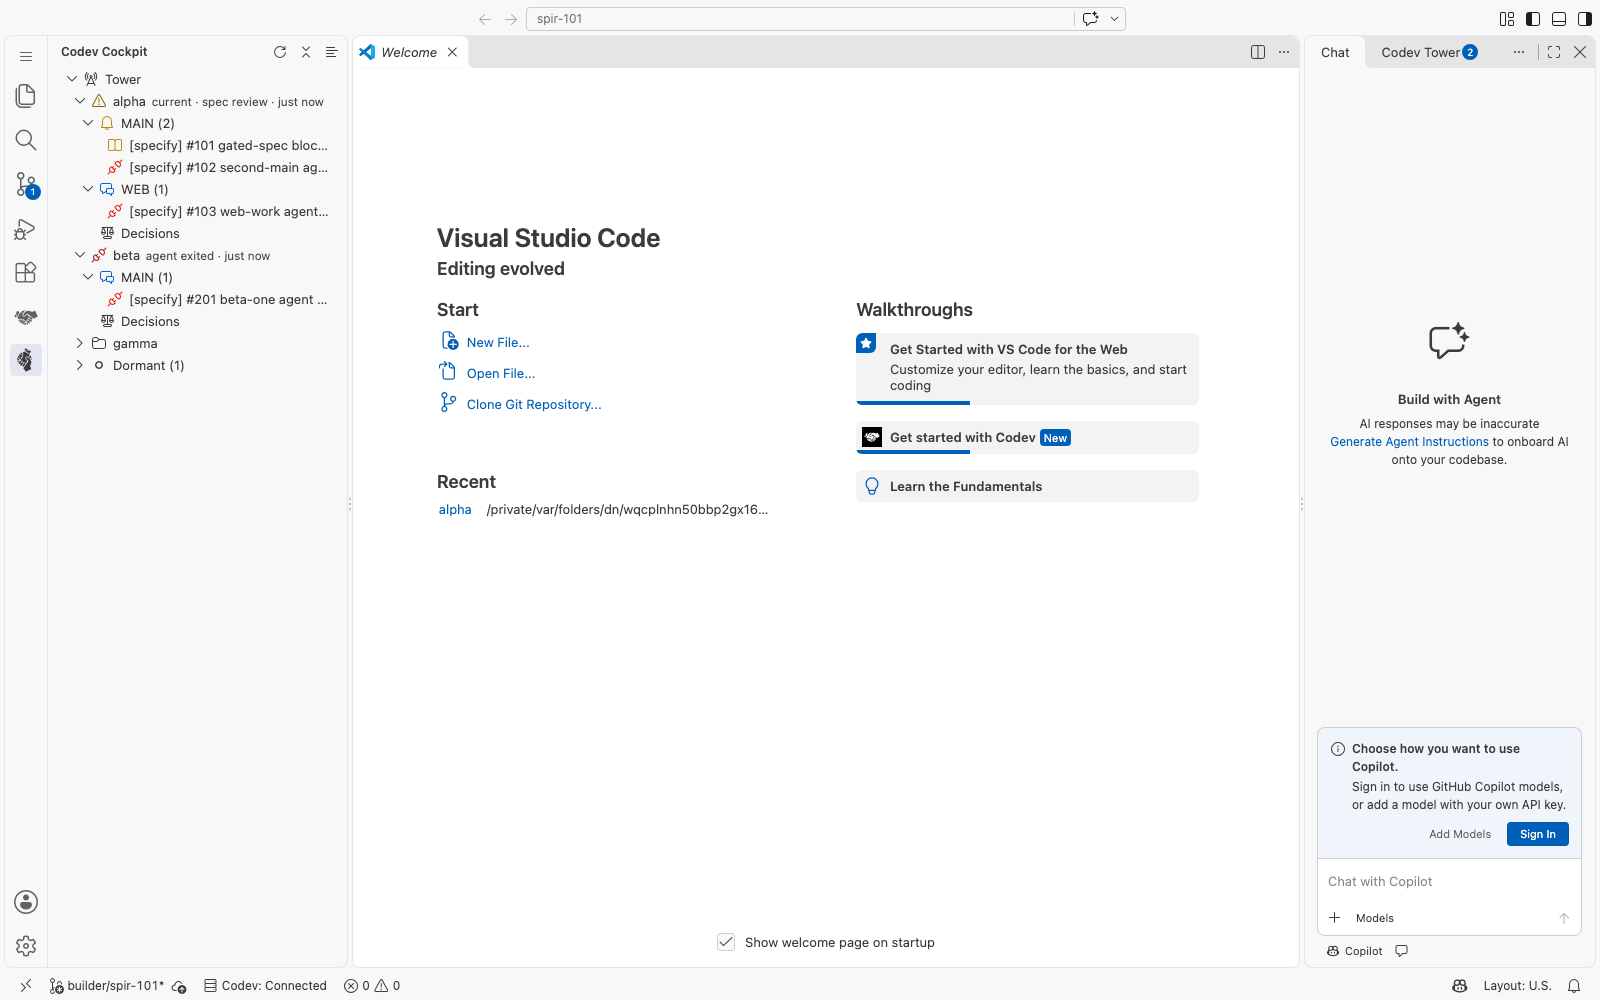 spir-101
Codev Cockpit
Tower
alpha current · spec review · just now
MAIN (2)
[specify] #101 gated-spec bloc...
[specify] #102 second-main ag...
WEB (1)
[specify] #103 web-work agent...
Decisions
beta agent exited · just now
MAIN (1)
[specify] #201 beta-one agent ...
Decisions
gamma
Dormant (1)
1
Welcome
Visual Studio Code
Editing evolved
Start
New File...
Open File...
Clone Git Repository...
Recent
alpha /private/var/folders/dn/wqcplnhn50bbp2gx16...
Walkthroughs
Get Started with VS Code for the Web
Customize your editor, learn the basics, and start
coding
Get started with Codev New
Learn the Fundamentals
Show welcome page on startup
Chat
Codev Tower 2
Build with Agent
AI responses may be inaccurate
Generate Agent Instructions to onboard AI
onto your codebase.
Choose how you want to use
Copilot.
Sign in to use GitHub Copilot models,
or add a model with your own API key.
Add Models
Sign In
Chat with Copilot
Models
Copilot
builder/spir-101*
Codev: Connected
0
0
Layout: U.S.